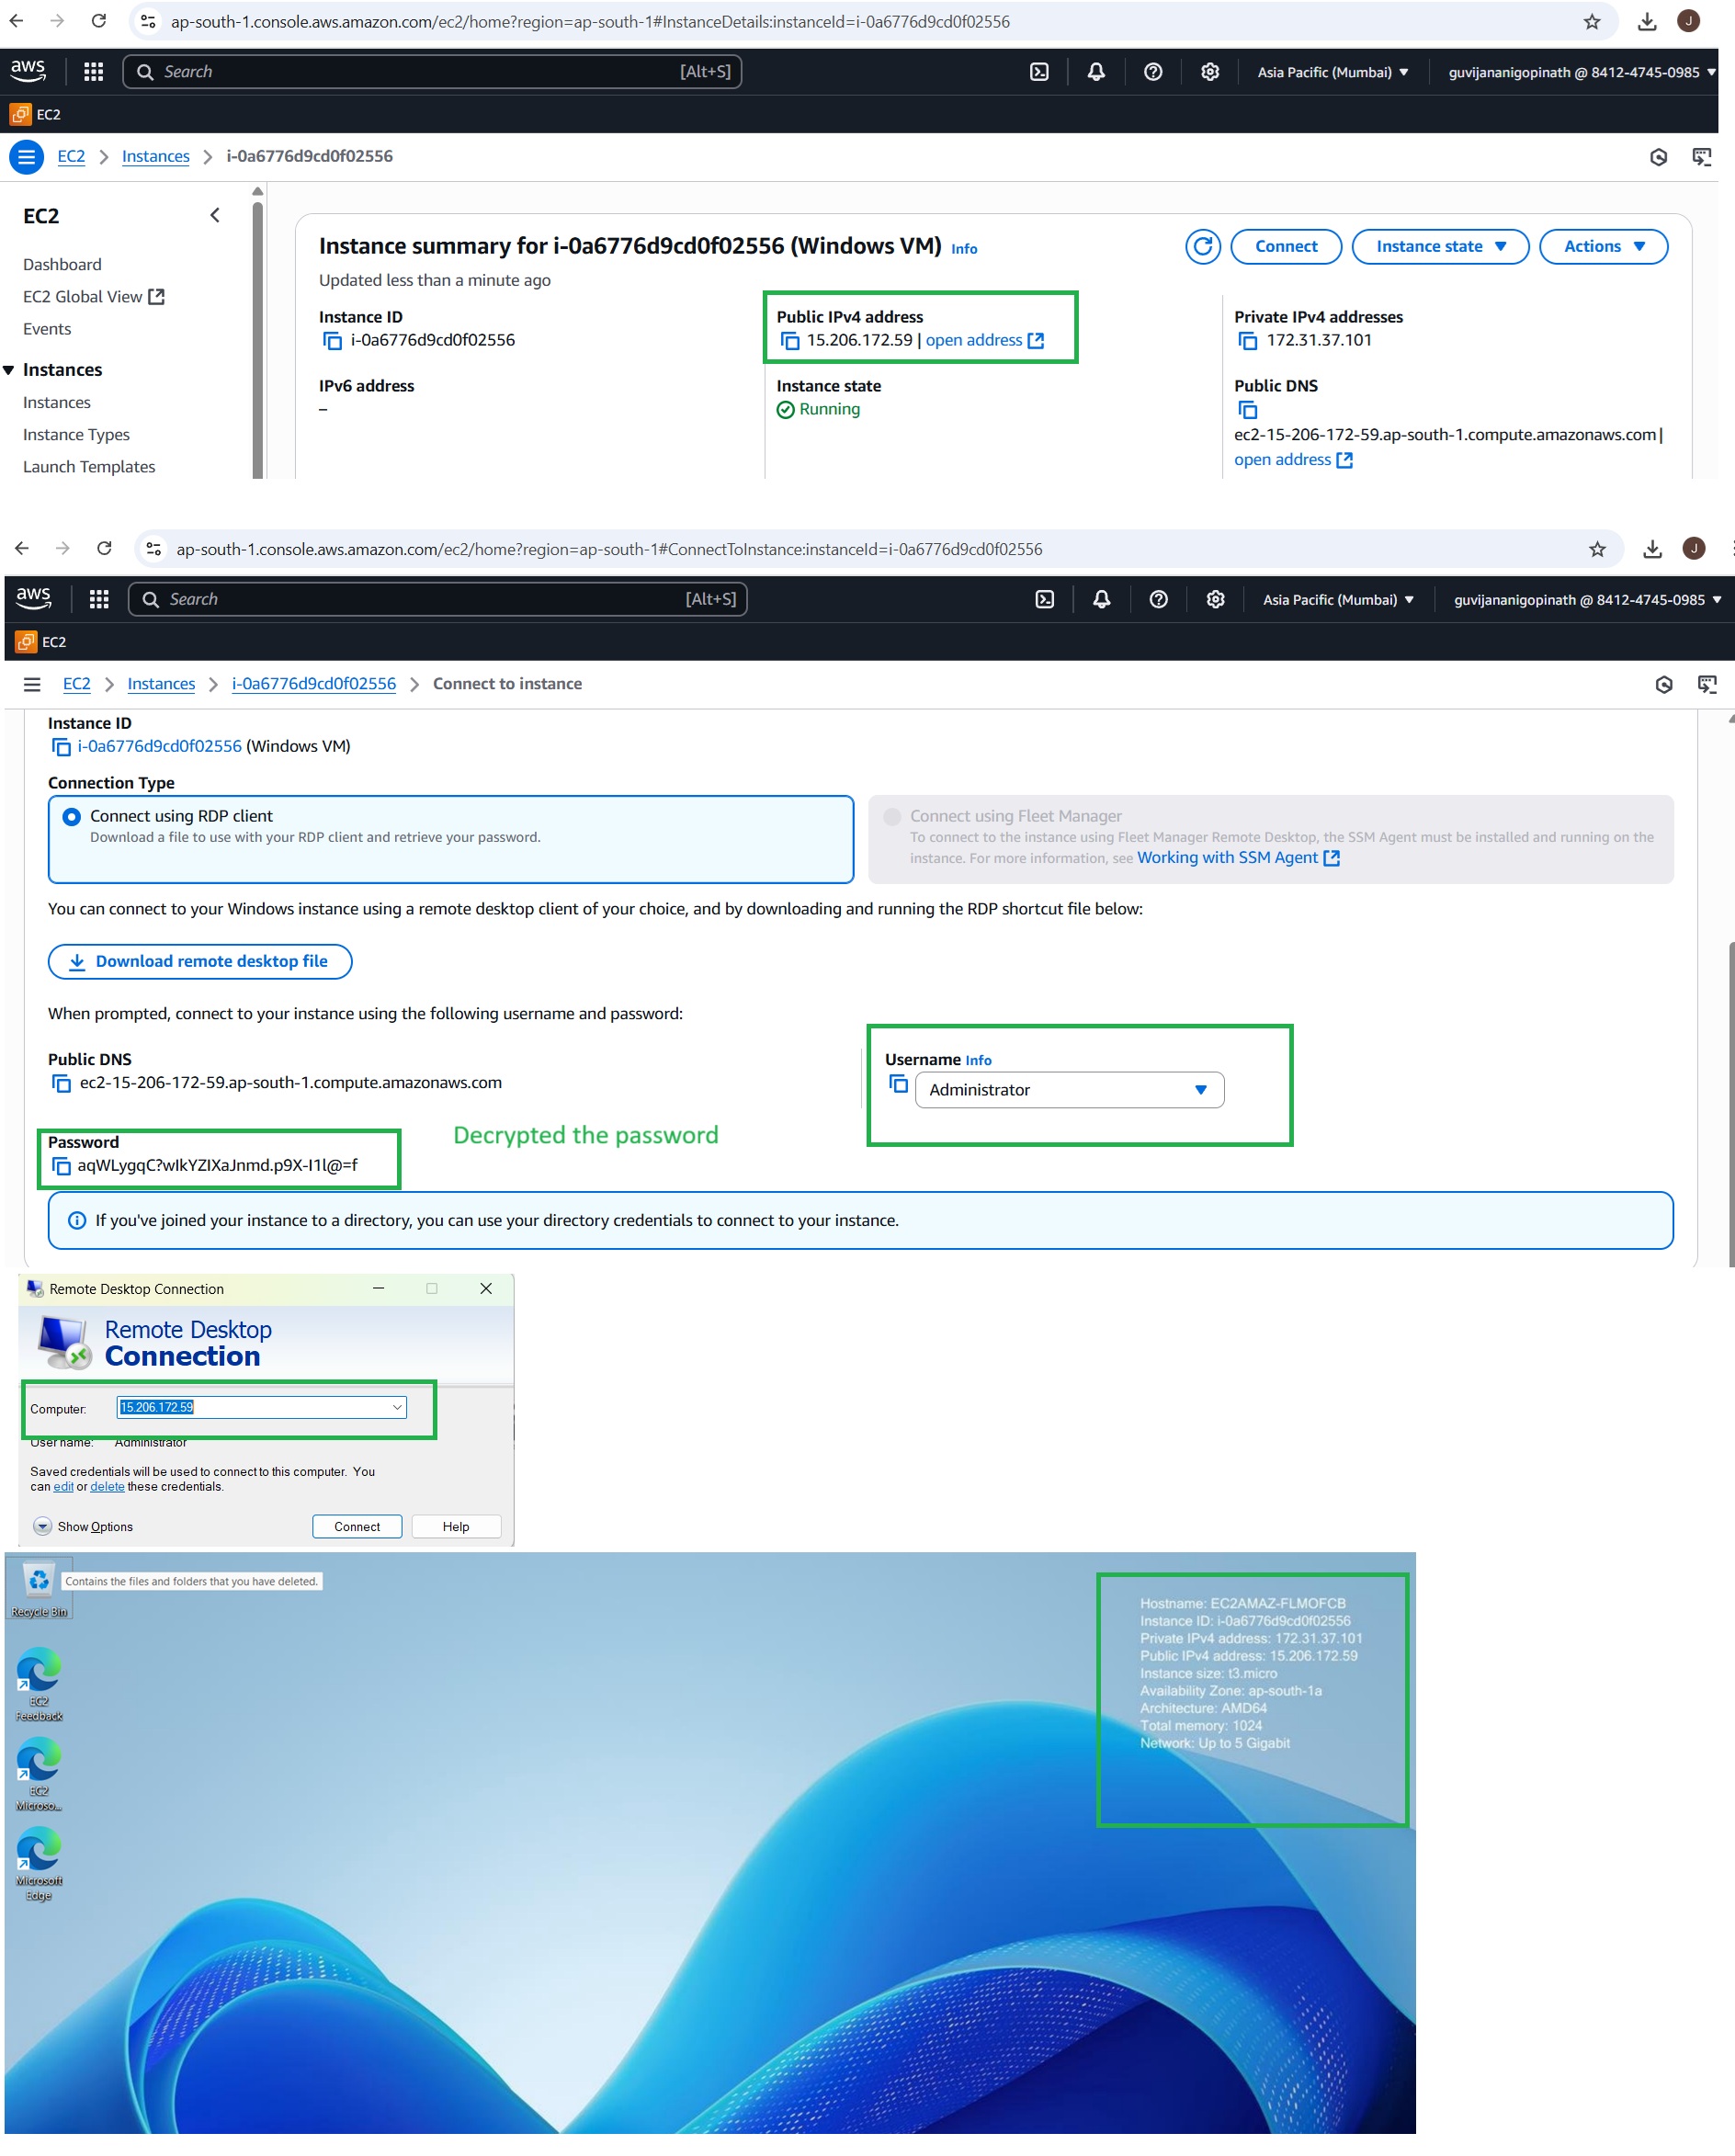 ap-south-1.console.aws.amazon.com/ec2/home?region=ap-south-1#InstanceDetails:instanceId=i-0a6776d9cd0f02556
J
aws
Search
[Alt+S]
Asia Pacific (Mumbai)
guvijananigopinath @ 8412-4745-0985
EC2
EC2 > Instances > i-0a6776d9cd0f02556
EC2
Dashboard
EC2 Global View
Events
Instances
Instances
Instance Types
Launch Templates
Instance summary for i-0a6776d9cd0f02556 (Windows VM) Info
Connect
Instance state
Actions
Updated less than a minute ago
Instance ID
i-0a6776d9cd0f02556
Public IPv4 address
15.206.172.59 | open address
Private IPv4 addresses
172.31.37.101
IPv6 address
–
Instance state
Running
Public DNS
ec2-15-206-172-59.ap-south-1.compute.amazonaws.com |
open address
ap-south-1.console.aws.amazon.com/ec2/home?region=ap-south-1#ConnectToInstance:instanceId=i-0a6776d9cd0f02556
J
aws
Search
[Alt+S]
Asia Pacific (Mumbai)
guvijananigopinath @ 8412-4745-0985
EC2
EC2 > Instances > i-0a6776d9cd0f02556 > Connect to instance
Instance ID
i-0a6776d9cd0f02556 (Windows VM)
Connection Type
Connect using RDP client
Download a file to use with your RDP client and retrieve your password.
Connect using Fleet Manager
To connect to the instance using Fleet Manager Remote Desktop, the SSM Agent must be installed and running on the
instance. For more information, see Working with SSM Agent
You can connect to your Windows instance using a remote desktop client of your choice, and by downloading and running the RDP shortcut file below:
Download remote desktop file
When prompted, connect to your instance using the following username and password:
Public DNS
ec2-15-206-172-59.ap-south-1.compute.amazonaws.com
Username Info
Administrator
Decrypted the password
Password
aqWLygqC?wIkYZIXaJnmd.p9X-I1l@=f
If you've joined your instance to a directory, you can use your directory credentials to connect to your instance.
Remote Desktop Connection
Remote Desktop
Connection
Computer:
15.206.172.59
User name:
Administrator
Saved credentials will be used to connect to this computer. You
can edit or delete these credentials.
Show Options
Connect
Help
Contains the files and folders that you have deleted.
Recycle Bin
EC2
Feedback
EC2
Microso...
Microsoft
Edge
Hostname: EC2AMAZ-FLMOFCB
Instance ID: i-0a6776d9cd0f02556
Private IPv4 address: 172.31.37.101
Public IPv4 address: 15.206.172.59
Instance size: t3.micro
Availability Zone: ap-south-1a
Architecture: AMD64
Total memory: 1024
Network: Up to 5 Gigabit